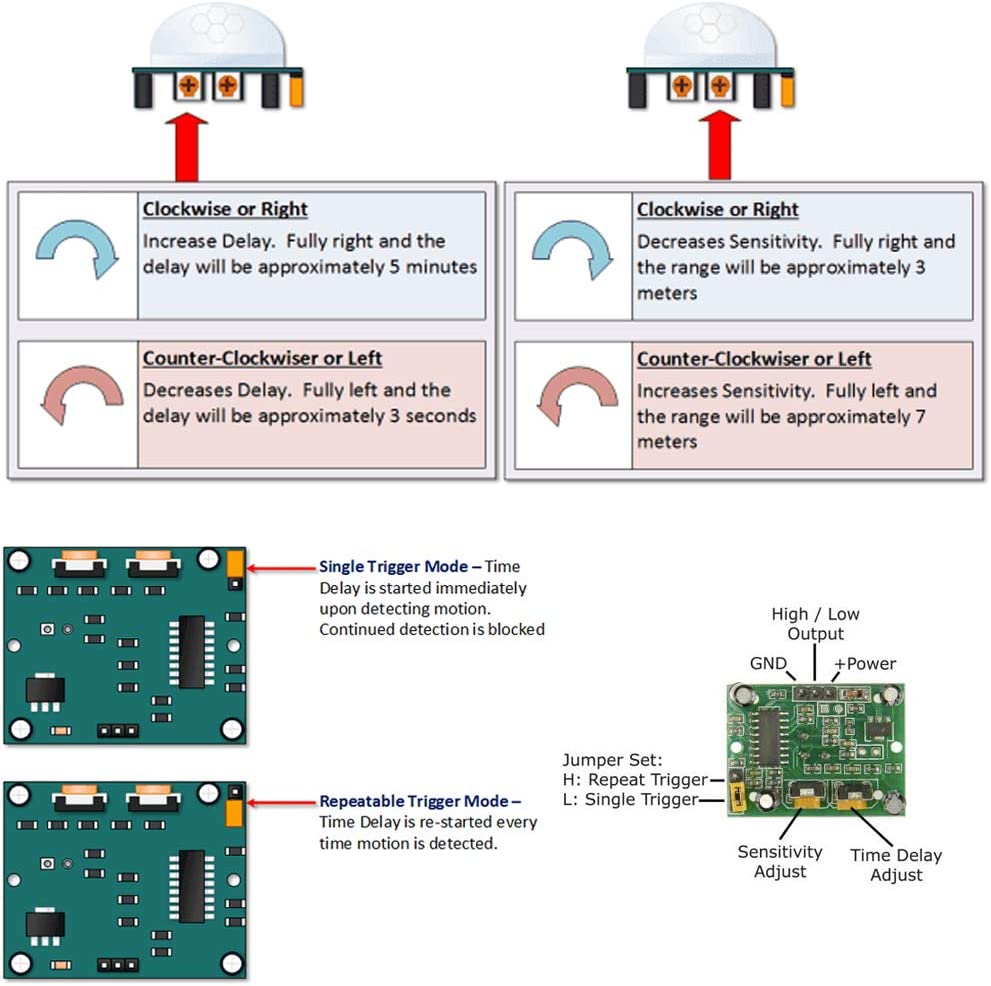 Clockwise or Right
Increase Delay. Fully right and the
delay will be approximately 5 minutes
Counter-Clockwiser or Left
Decreases Delay. Fully left and the
delay will be approximately 3 seconds
Clockwise or Right
Decreases Sensitivity. Fully right and
the range will be approximately 3
meters
Counter-Clockwiser or Left
Increases Sensitivity. Fully left and
the range will be approximately 7
meters
Single Trigger Mode – Time
Delay is started immediately
upon detecting motion.
Continued detection is blocked
Repeatable Trigger Mode –
Time Delay is re-started every
time motion is detected.
High / Low
Output
GND
+Power
Jumper Set:
H: Repeat Trigger
L: Single Trigger
Sensitivity
Adjust
Time Delay
Adjust